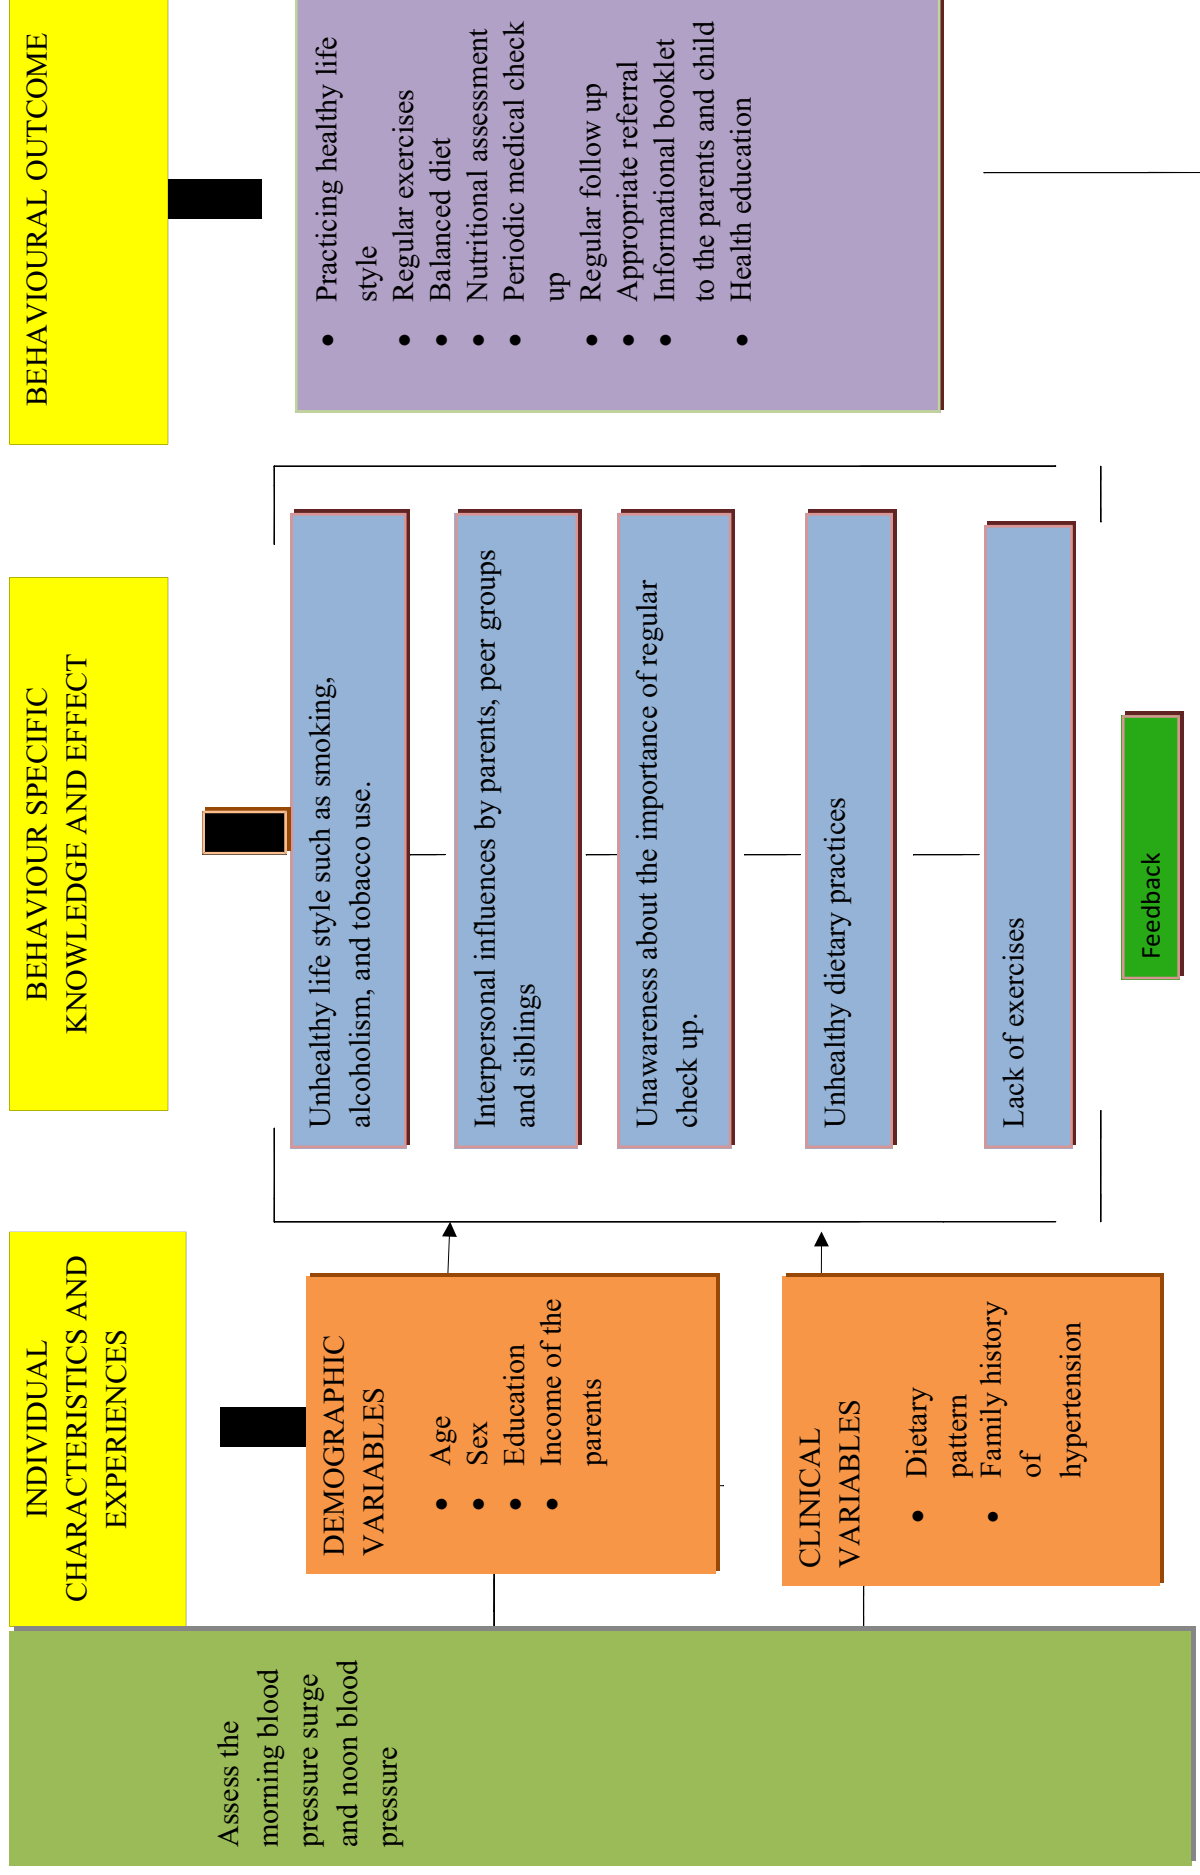 Assess the
morning blood
pressure surge
and noon blood
pressure
INDIVIDUAL
CHARACTERISTICS AND
EXPERIENCES
DEMOGRAPHIC
VARIABLES
• Age
• Sex
• Education
• Income of the
parents
CLINICAL
VARIABLES
• Dietary
pattern
• Family history
of
hypertension
BEHAVIOUR SPECIFIC
KNOWLEDGE AND EFFECT
Unhealthy life style such as smoking,
alcoholism, and tobacco use.
Interpersonal influences by parents, peer groups
and siblings
Unawareness about the importance of regular
check up.
Unhealthy dietary practices
Lack of exercises
Feedback
BEHAVIOURAL OUTCOME
• Practicing healthy life
style
• Regular exercises
• Balanced diet
• Nutritional assessment
• Periodic medical check
up
• Regular follow up
• Appropriate referral
• Informational booklet
to the parents and child
• Health education